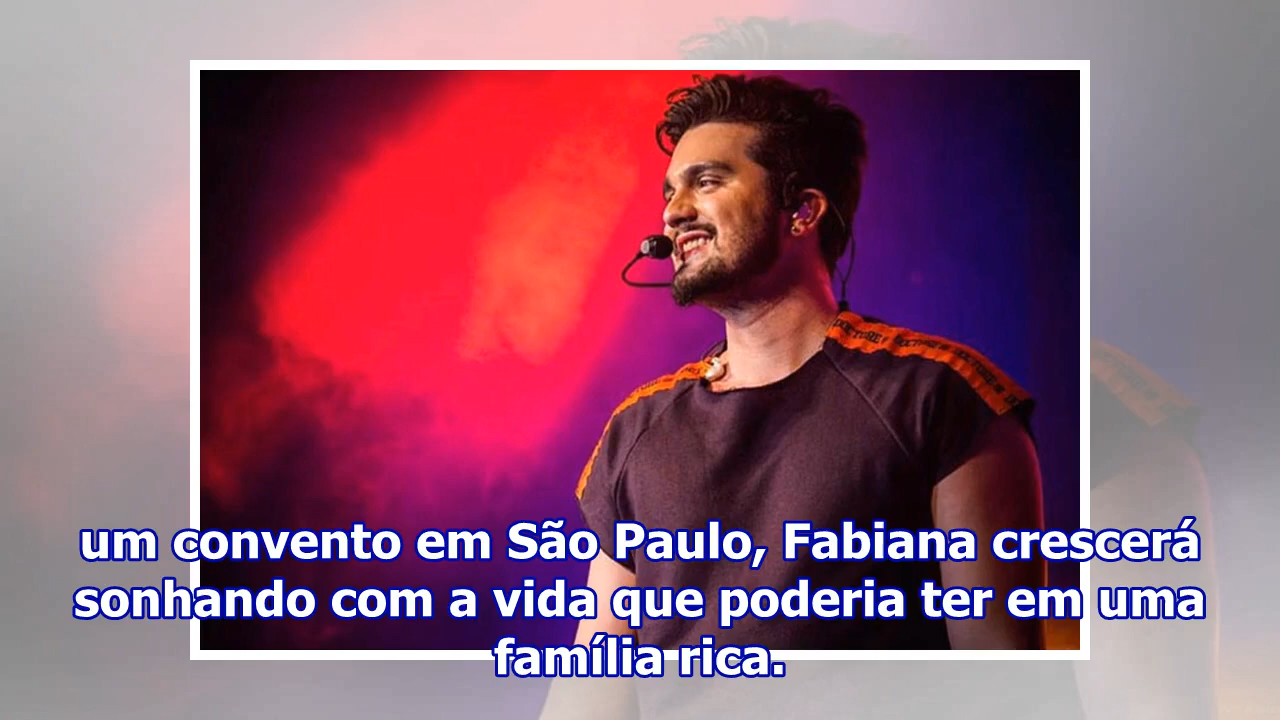 um convento em São Paulo, Fabiana crescerá
sonhando com a vida que poderia ter em uma
família rica.